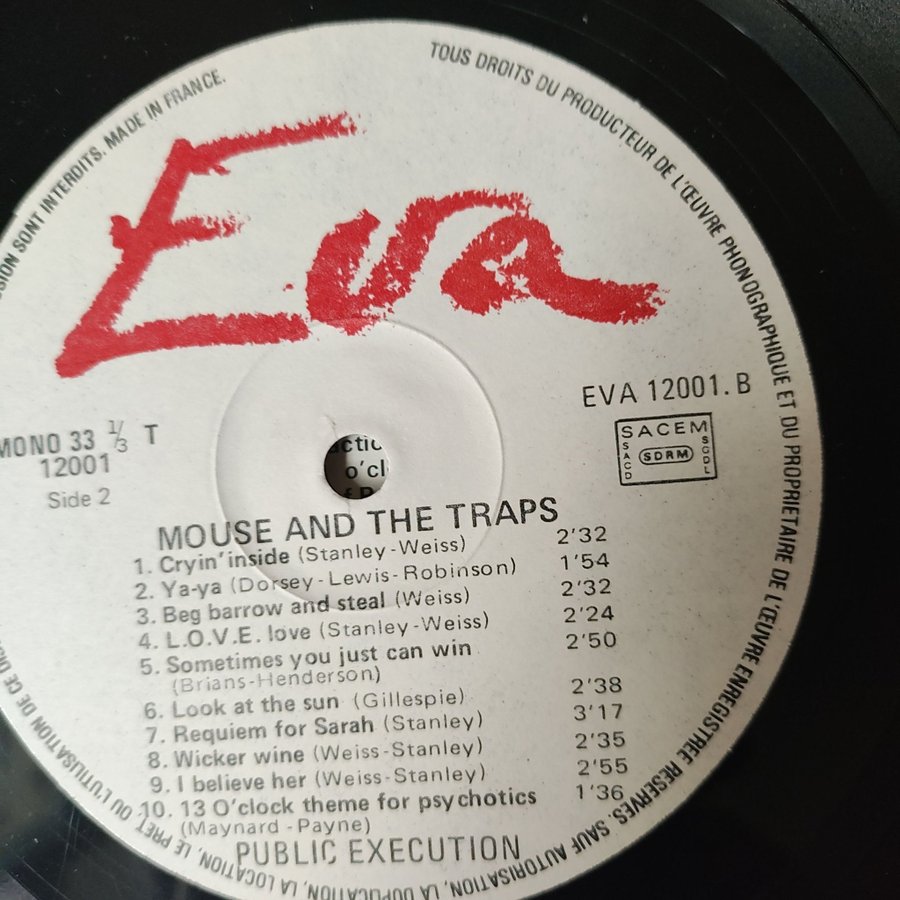 TOUS DROITS DU PRODUCTEUR DE L'ŒUVRE PHONOGRAPHIQUE ET DU PROPRIETAIRE DE L'ŒUVRE ENREGISTREE RESERVES. SAUF AUTORISATION, LA DUPLICATION, LA LOCATION, LE PRET OU L'UTILISATION DE CE
SION SONT INTERDITS. MADE IN FRANCE.
Eva
EVA 12001. B
MONO 33 1/3 T
12001
Side 2
SACEM
SACD
SDRM
SGDL
o'cl
MOUSE AND THE TRAPS
1. Cryin' inside (Stanley-Weiss) 2'32
2. Ya-ya (Dorsey-Lewis-Robinson) 1'54
3. Beg barrow and steal (Weiss) 2'32
4. L.O.V.E. love (Stanley-Weiss) 2'24
5. Sometimes you just can win 2'50
(Brians-Henderson)
6. Look at the sun (Gillespie) 2'38
7. Requiem for Sarah (Stanley) 3'17
8. Wicker wine (Weiss-Stanley) 2'35
9. I believe her (Weiss-Stanley) 2'55
10. 13 O'clock theme for psychotics 1'36
(Maynard-Payne)
PUBLIC EXECUTION